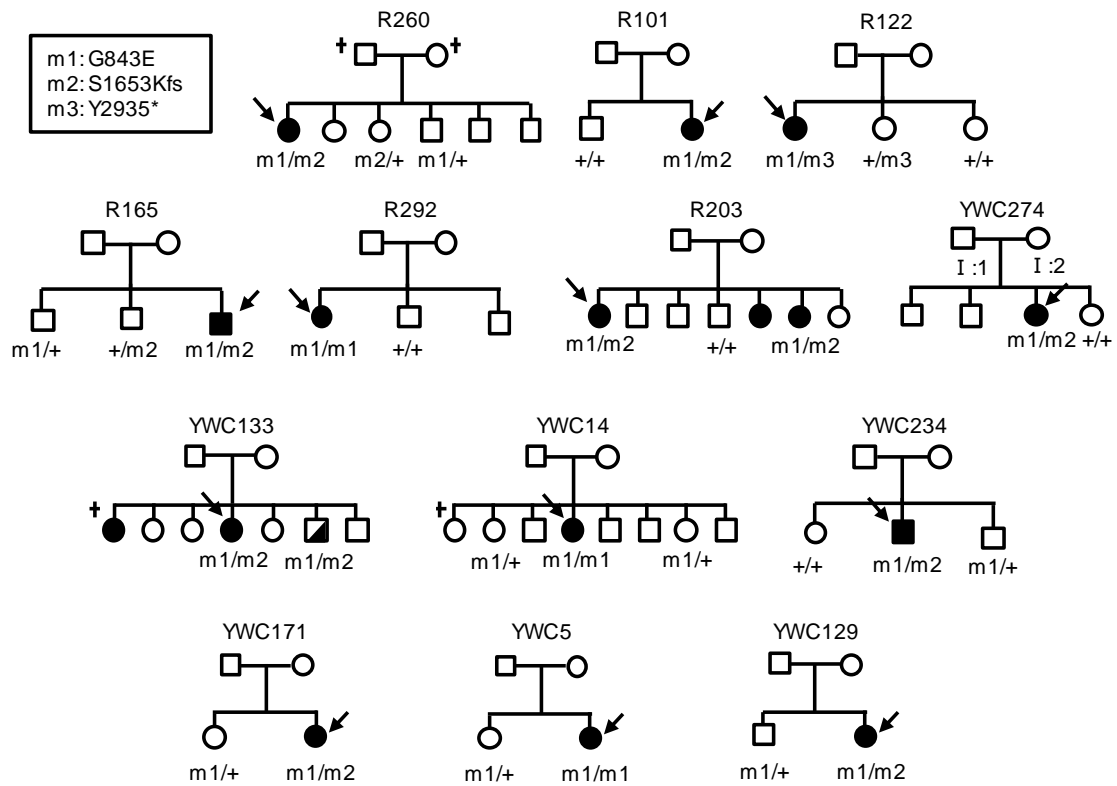 m1: G843E
m2: S1653Kfs
m3: Y2935*
R260
R101
R122
m1/m2 m2/+ m1/+
+/+ m1/m2
m1/m3 +/m3 +/+
R165
R292
R203
YWC274
I:1 I:2
m1/+ +/m2 m1/m2
m1/m1 +/+
m1/m2 +/+ m1/m2
m1/m2 +/+
YWC133
YWC14
YWC234
m1/m2 m1/m2
m1/+ m1/m1 m1/+
+/+ m1/m2 m1/+
YWC171
YWC5
YWC129
m1/+ m1/m2
m1/+ m1/m1
m1/+ m1/m2